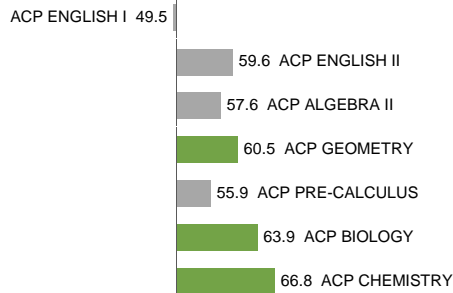 ACP ENGLISH I 49.5
59.6 ACP ENGLISH II
57.6 ACP ALGEBRA II
60.5 ACP GEOMETRY
55.9 ACP PRE-CALCULUS
63.9 ACP BIOLOGY
66.8 ACP CHEMISTRY